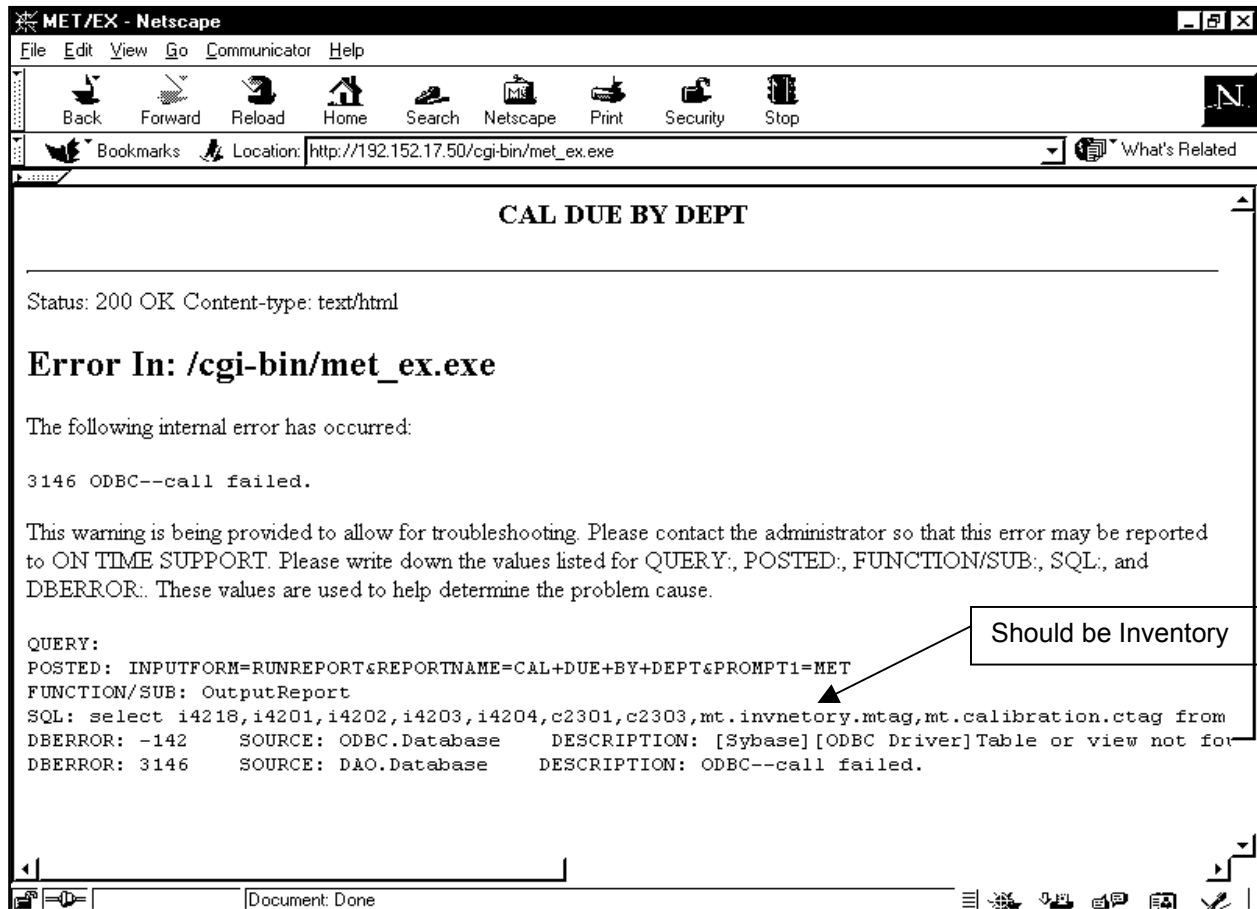 MET/EX - Netscape
File Edit View Go Communicator Help
Back Forward Reload Home Search Netscape Print Security Stop
N
Bookmarks Location: http://192.152.17.50/cgi-bin/met_ex.exe What's Related
CAL DUE BY DEPT
Status: 200 OK Content-type: text/html
Error In: /cgi-bin/met_ex.exe
The following internal error has occurred:
3146 ODBC--call failed.
This warning is being provided to allow for troubleshooting. Please contact the administrator so that this error may be reported
to ON TIME SUPPORT. Please write down the values listed for QUERY:, POSTED:, FUNCTION/SUB:, SQL:, and
DBERROR:. These values are used to help determine the problem cause.
Should be Inventory
QUERY:
POSTED: INPUTFORM=RUNREPORT&REPORTNAME=CAL+DUE+BY+DEPT&PROMPT1=MET
FUNCTION/SUB: OutputReport
SQL: select i4218,i4201,i4202,i4203,i4204,c2301,c2303,mt.invnetory.mtag,mt.calibration.ctag from
DBERROR: -142 SOURCE: ODBC.Database DESCRIPTION: [Sybase][ODBC Driver]Table or view not fo
DBERROR: 3146 SOURCE: DAO.Database DESCRIPTION: ODBC--call failed.
Document: Done